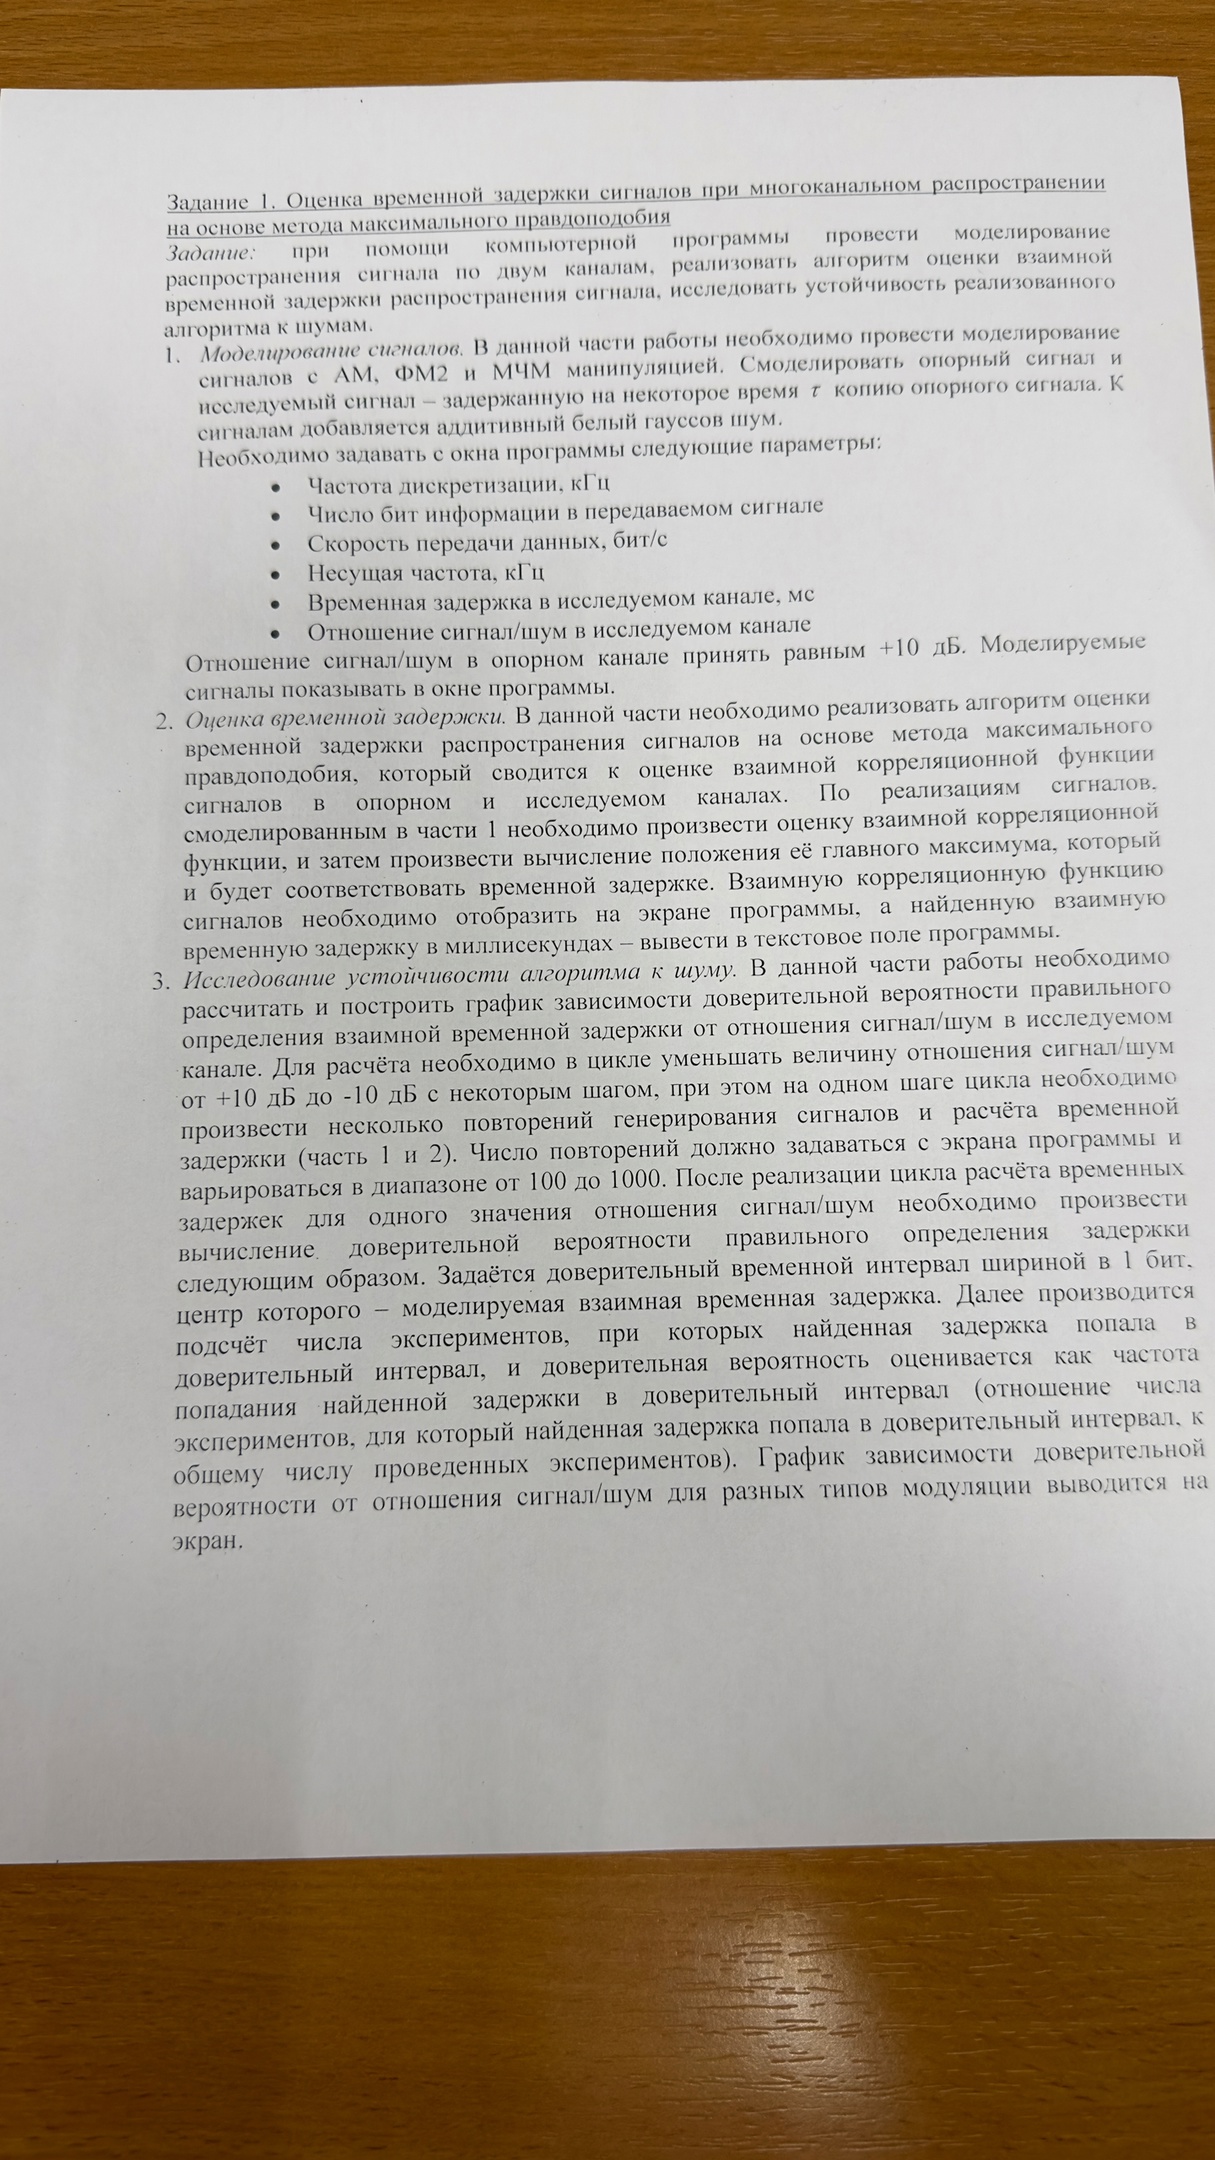 Задание 1. Оценка временной задержки сигналов при многоканальном распространении
на основе метода максимального правдоподобия
Задание: при помощи компьютерной программы провести моделирование
распространения сигнала по двум каналам, реализовать алгоритм оценки взаимной
временной задержки распространения сигнала, исследовать устойчивость реализованного
алгоритма к шумам.
1. Моделирование сигналов. В данной части работы необходимо провести моделирование
сигналов с АМ, ФМ2 и МЧМ манипуляцией. Смоделировать опорный сигнал и
исследуемый сигнал – задержанную на некоторое время τ копию опорного сигнала. К
сигналам добавляется аддитивный белый гауссов шум.
Необходимо задавать с окна программы следующие параметры:
• Частота дискретизации, кГц
• Число бит информации в передаваемом сигнале
• Скорость передачи данных, бит/с
• Несущая частота, кГц
• Временная задержка в исследуемом канале, мс
• Отношение сигнал/шум в исследуемом канале
Отношение сигнал/шум в опорном канале принять равным +10 дБ. Моделируемые
сигналы показывать в окне программы.
2. Оценка временной задержки. В данной части необходимо реализовать алгоритм оценки
временной задержки распространения сигналов на основе метода максимального
правдоподобия, который сводится к оценке взаимной корреляционной функции
сигналов в опорном и исследуемом каналах. По реализациям сигналов,
смоделированным в части 1 необходимо произвести оценку взаимной корреляционной
функции, и затем произвести вычисление положения её главного максимума, который
и будет соответствовать временной задержке. Взаимную корреляционную функцию
сигналов необходимо отобразить на экране программы, а найденную взаимную
временную задержку в миллисекундах – вывести в текстовое поле программы.
3. Исследование устойчивости алгоритма к шуму. В данной части работы необходимо
рассчитать и построить график зависимости доверительной вероятности правильного
определения взаимной временной задержки от отношения сигнал/шум в исследуемом
канале. Для расчёта необходимо в цикле уменьшать величину отношения сигнал/шум
от +10 дБ до -10 дБ с некоторым шагом, при этом на одном шаге цикла необходимо
произвести несколько повторений генерирования сигналов и расчёта временной
задержки (часть 1 и 2). Число повторений должно задаваться с экрана программы и
варьироваться в диапазоне от 100 до 1000. После реализации цикла расчёта временных
задержек для одного значения отношения сигнал/шум необходимо произвести
вычисление доверительной вероятности правильного определения задержки
следующим образом. Задаётся доверительный временной интервал шириной в 1 бит,
центр которого – моделируемая взаимная временная задержка. Далее производится
подсчёт числа экспериментов, при которых найденная задержка попала в
доверительный интервал, и доверительная вероятность оценивается как частота
попадания найденной задержки в доверительный интервал (отношение числа
экспериментов, для который найденная задержка попала в доверительный интервал, к
общему числу проведенных экспериментов). График зависимости доверительной
вероятности от отношения сигнал/шум для разных типов модуляции выводится на
экран.